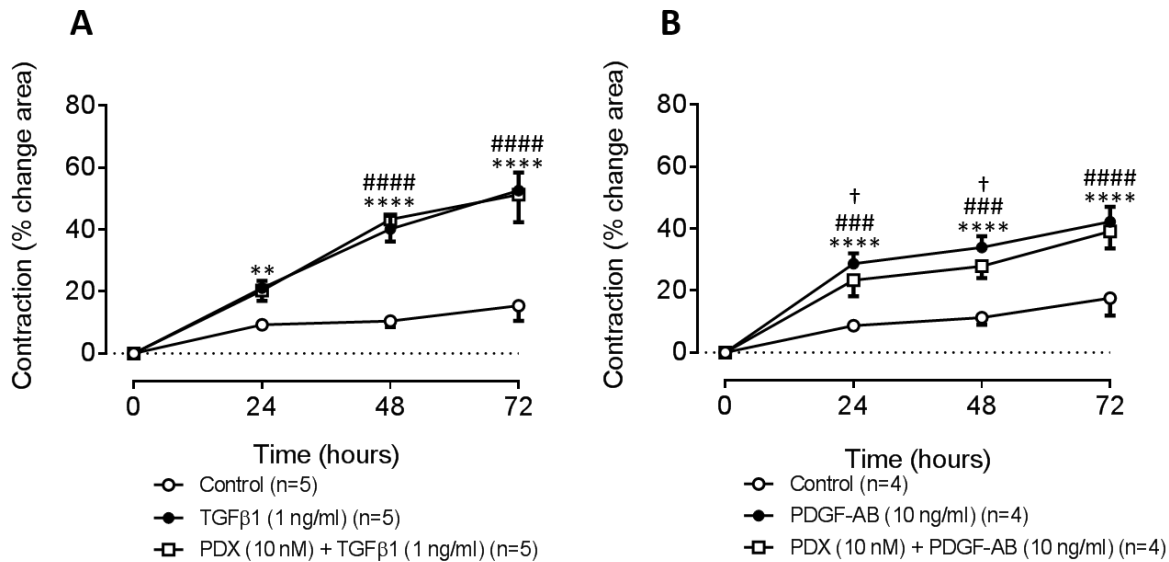 A
Contraction (% change area)
80
60
40
20
0
####
****
####
****
**
0 24 48 72
Time (hours)
Control (n=5)
TGFβ1 (1 ng/ml) (n=5)
PDX (10 nM) + TGFβ1 (1 ng/ml) (n=5)
B
Contraction (% change area)
80
60
40
20
0
†
###
****
†
###
****
####
****
0 24 48 72
Time (hours)
Control (n=4)
PDGF-AB (10 ng/ml) (n=4)
PDX (10 nM) + PDGF-AB (10 ng/ml) (n=4)